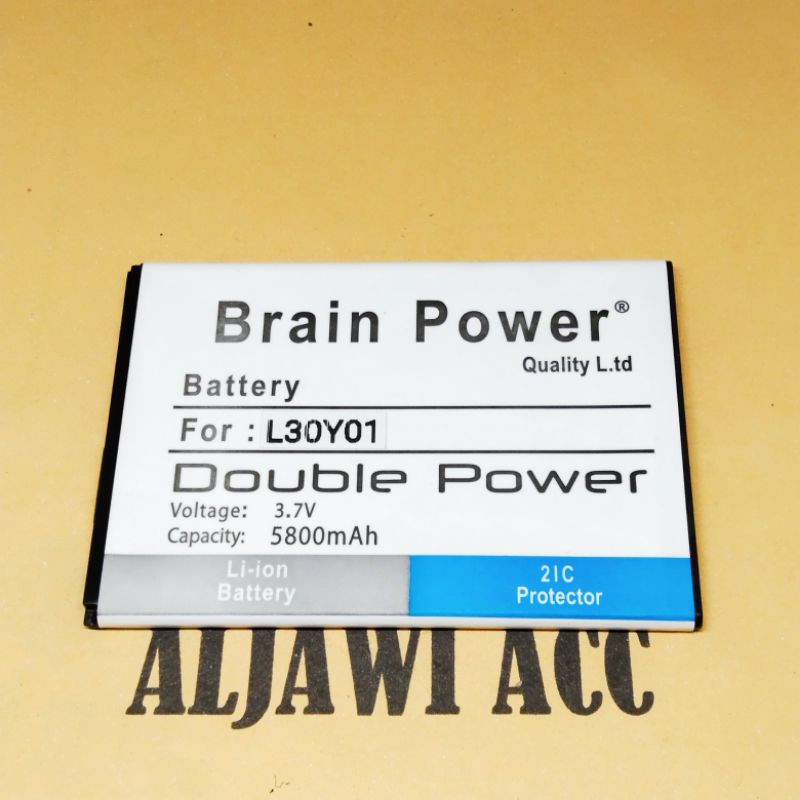 Brain Power®
Quality L.td
Battery
For : L30Y01
Double Power
Voltage: 3.7V
Capacity: 5800mAh
Li-ion
Battery
2IC
Protector
ALJAWI ACC